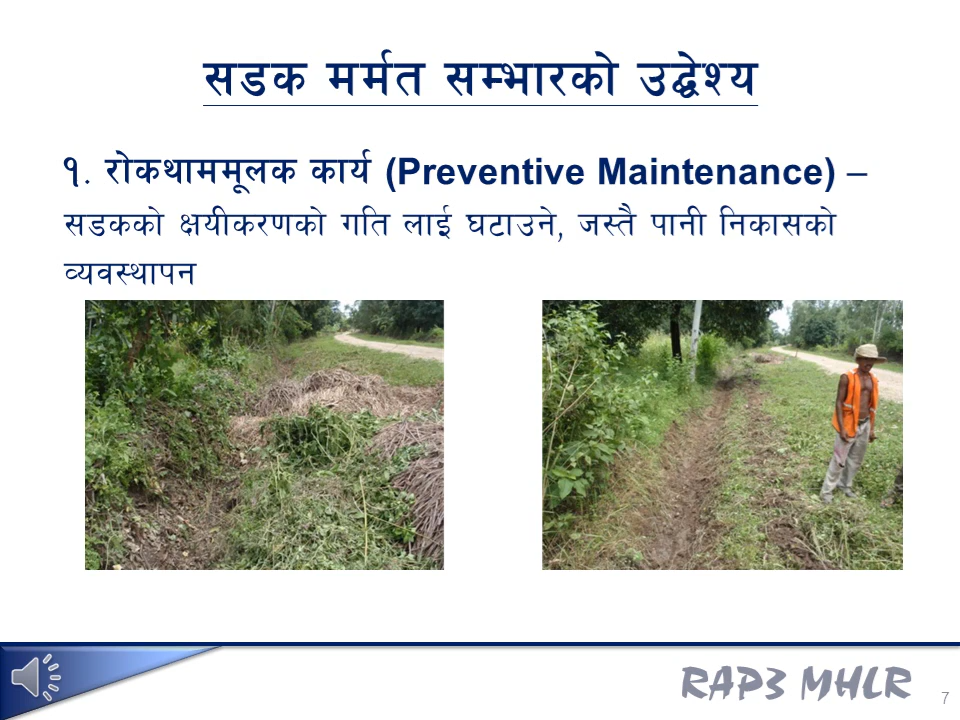 सडक मर्मत सम्भारको उद्वेश्य
१. रोकथाममूलक कार्य (Preventive Maintenance) –
सडकको क्षयीकरणको गति लाई घटाउने, जस्तै पानी निकासको
व्यवस्थापन
RAP3 MHLR
7